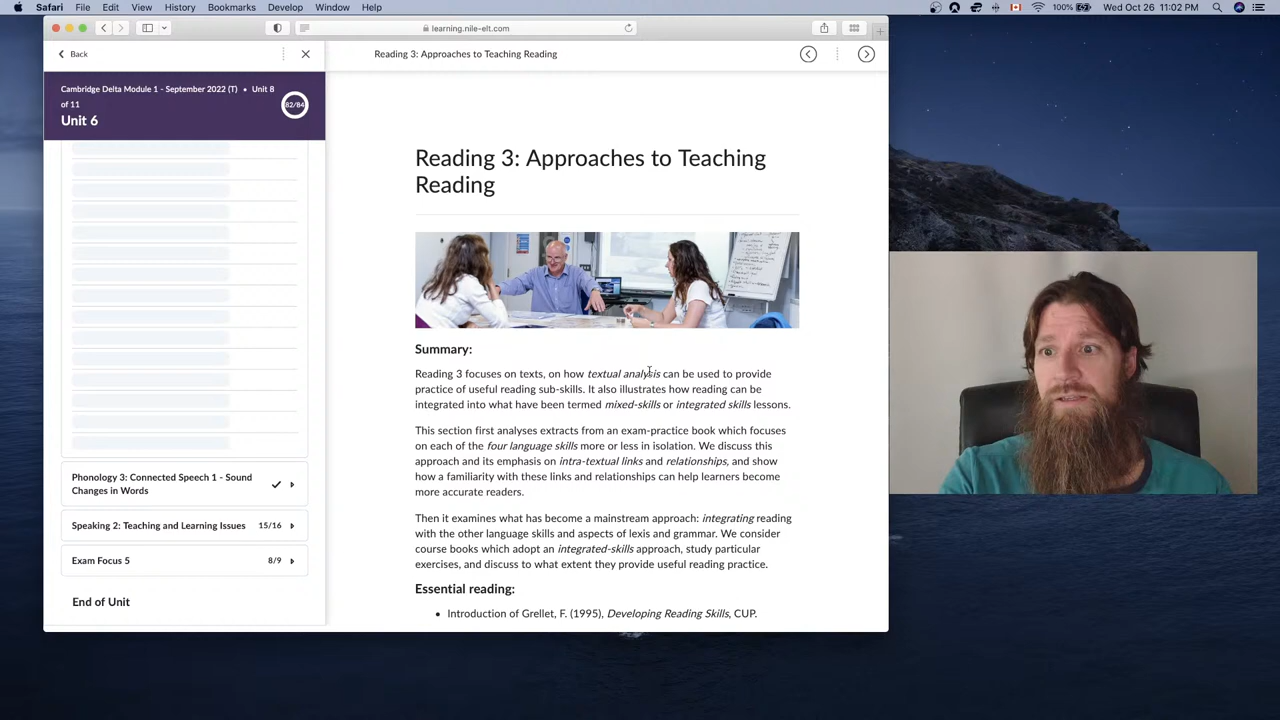 Safari File Edit View History Bookmarks Develop Window Help 100% Wed Oct 26 11:02 PM
learning.nile-elt.com
Back
Reading 3: Approaches to Teaching Reading
Cambridge Delta Module 1 - September 2022 (T) • Unit 8
of 11
82/84
Unit 6
Phonology 3: Connected Speech 1 - Sound
Changes in Words
Speaking 2: Teaching and Learning Issues 15/16
Exam Focus 5 8/9
End of Unit
Reading 3: Approaches to Teaching
Reading
Summary:
Reading 3 focuses on texts, on how textual analysis can be used to provide
practice of useful reading sub-skills. It also illustrates how reading can be
integrated into what have been termed mixed-skills or integrated skills lessons.
This section first analyses extracts from an exam-practice book which focuses
on each of the four language skills more or less in isolation. We discuss this
approach and its emphasis on intra-textual links and relationships, and show
how a familiarity with these links and relationships can help learners become
more accurate readers.
Then it examines what has become a mainstream approach: integrating reading
with the other language skills and aspects of lexis and grammar. We consider
course books which adopt an integrated-skills approach, study particular
exercises, and discuss to what extent they provide useful reading practice.
Essential reading:
• Introduction of Grellet, F. (1995), Developing Reading Skills, CUP.